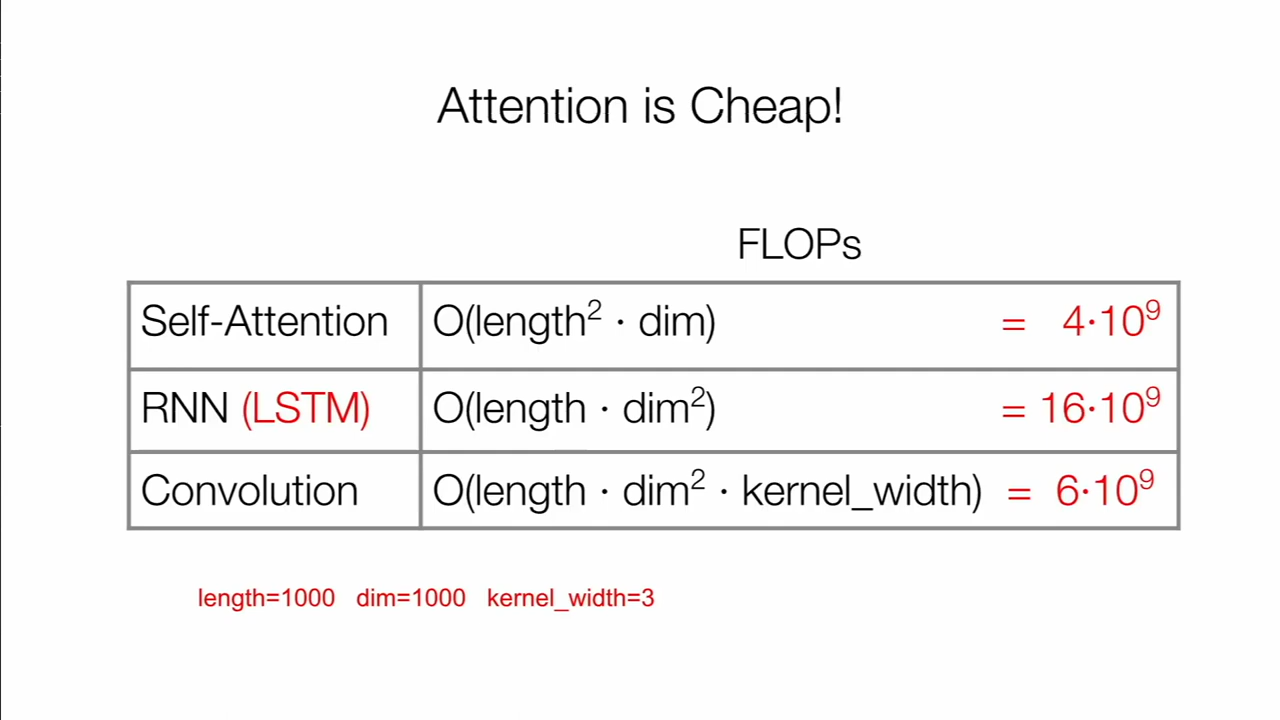 Attention is Cheap!
FLOPs
Self-Attention O(length² · dim) = 4·10⁹
RNN (LSTM) O(length · dim²) = 16·10⁹
Convolution O(length · dim² · kernel_width) = 6·10⁹
length=1000 dim=1000 kernel_width=3